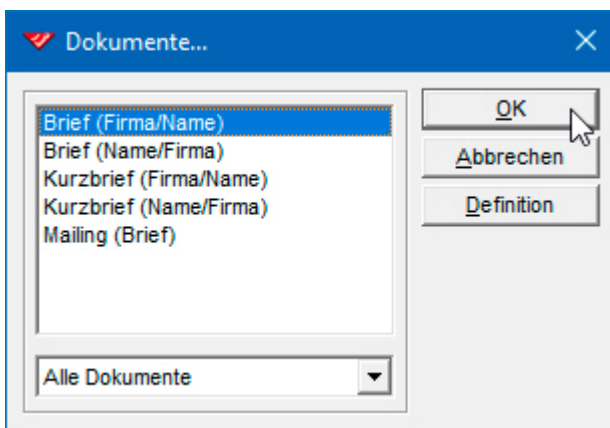 Dokumente...
Brief (Firma/Name)
Brief (Name/Firma)
Kurzbrief (Firma/Name)
Kurzbrief (Name/Firma)
Mailing (Brief)
Alle Dokumente
OK
Abbrechen
Definition